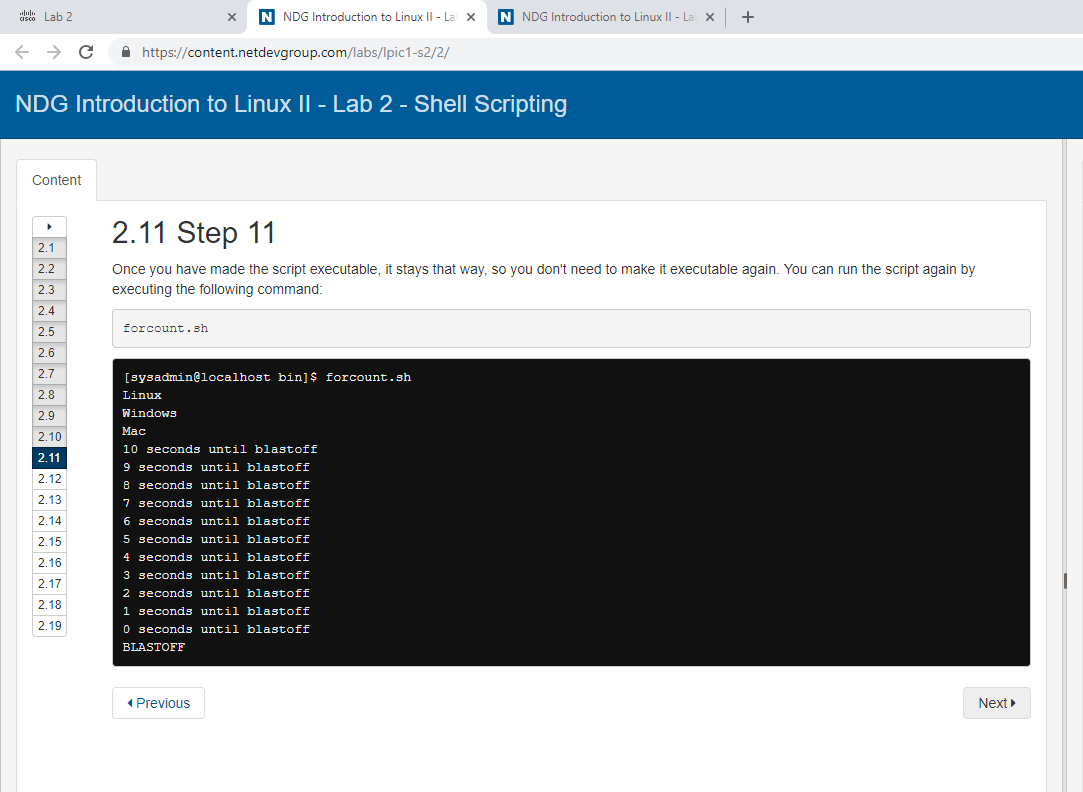 cisco Lab 2
NDG Introduction to Linux II - La
NDG Introduction to Linux II - La
https://content.netdevgroup.com/labs/lpic1-s2/2/
NDG Introduction to Linux II - Lab 2 - Shell Scripting
Content
2.1
2.2
2.3
2.4
2.5
2.6
2.7
2.8
2.9
2.10
2.11
2.12
2.13
2.14
2.15
2.16
2.17
2.18
2.19
2.11 Step 11
Once you have made the script executable, it stays that way, so you don't need to make it executable again. You can run the script again by
executing the following command:
forcount.sh
[sysadmin@localhost bin]$ forcount.sh
Linux
Windows
Mac
10 seconds until blastoff
9 seconds until blastoff
8 seconds until blastoff
7 seconds until blastoff
6 seconds until blastoff
5 seconds until blastoff
4 seconds until blastoff
3 seconds until blastoff
2 seconds until blastoff
1 seconds until blastoff
0 seconds until blastoff
BLASTOFF
Previous
Next